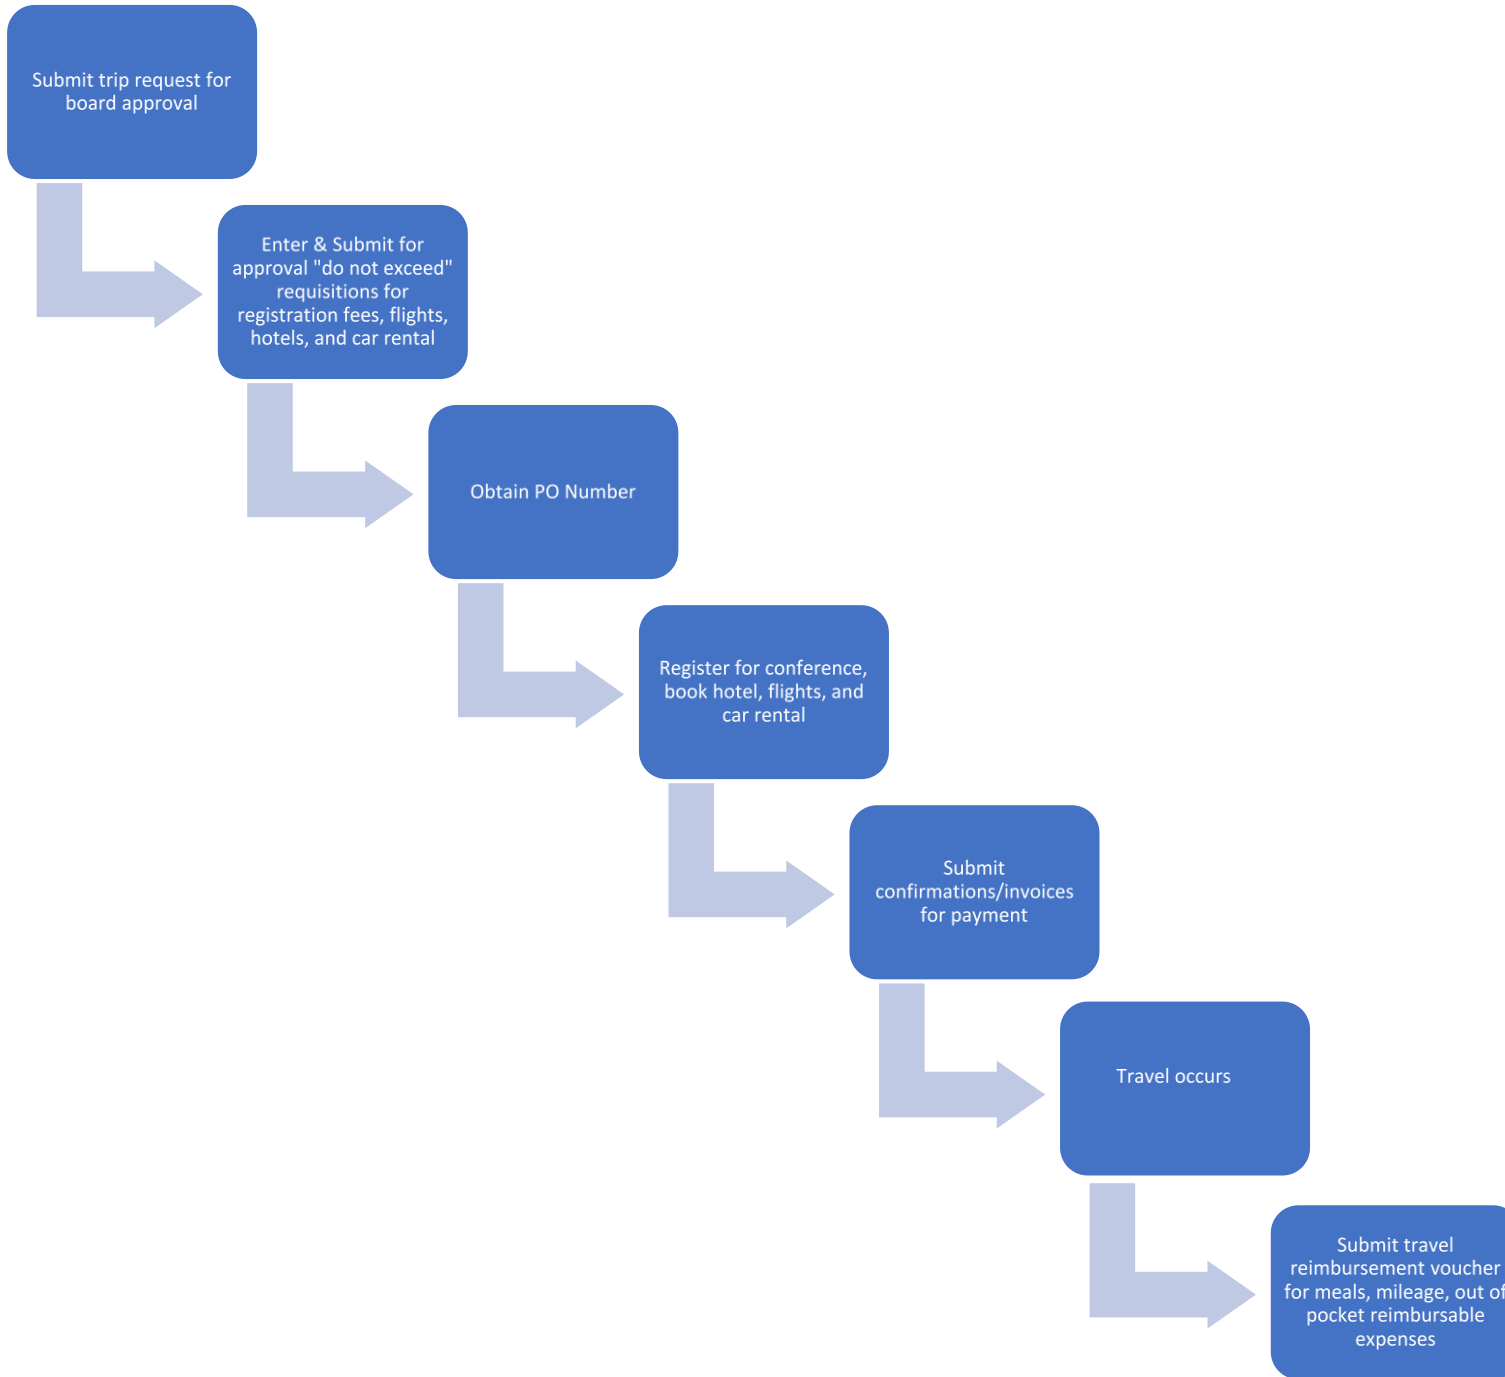 Submit trip request for
board approval
Enter & Submit for
approval "do not exceed"
requisitions for
registration fees, flights,
hotels, and car rental
Obtain PO Number
Register for conference,
book hotel, flights, and
car rental
Submit
confirmations/invoices
for payment
Travel occurs
Submit travel
reimbursement voucher
for meals, mileage, out of
pocket reimbursable
expenses